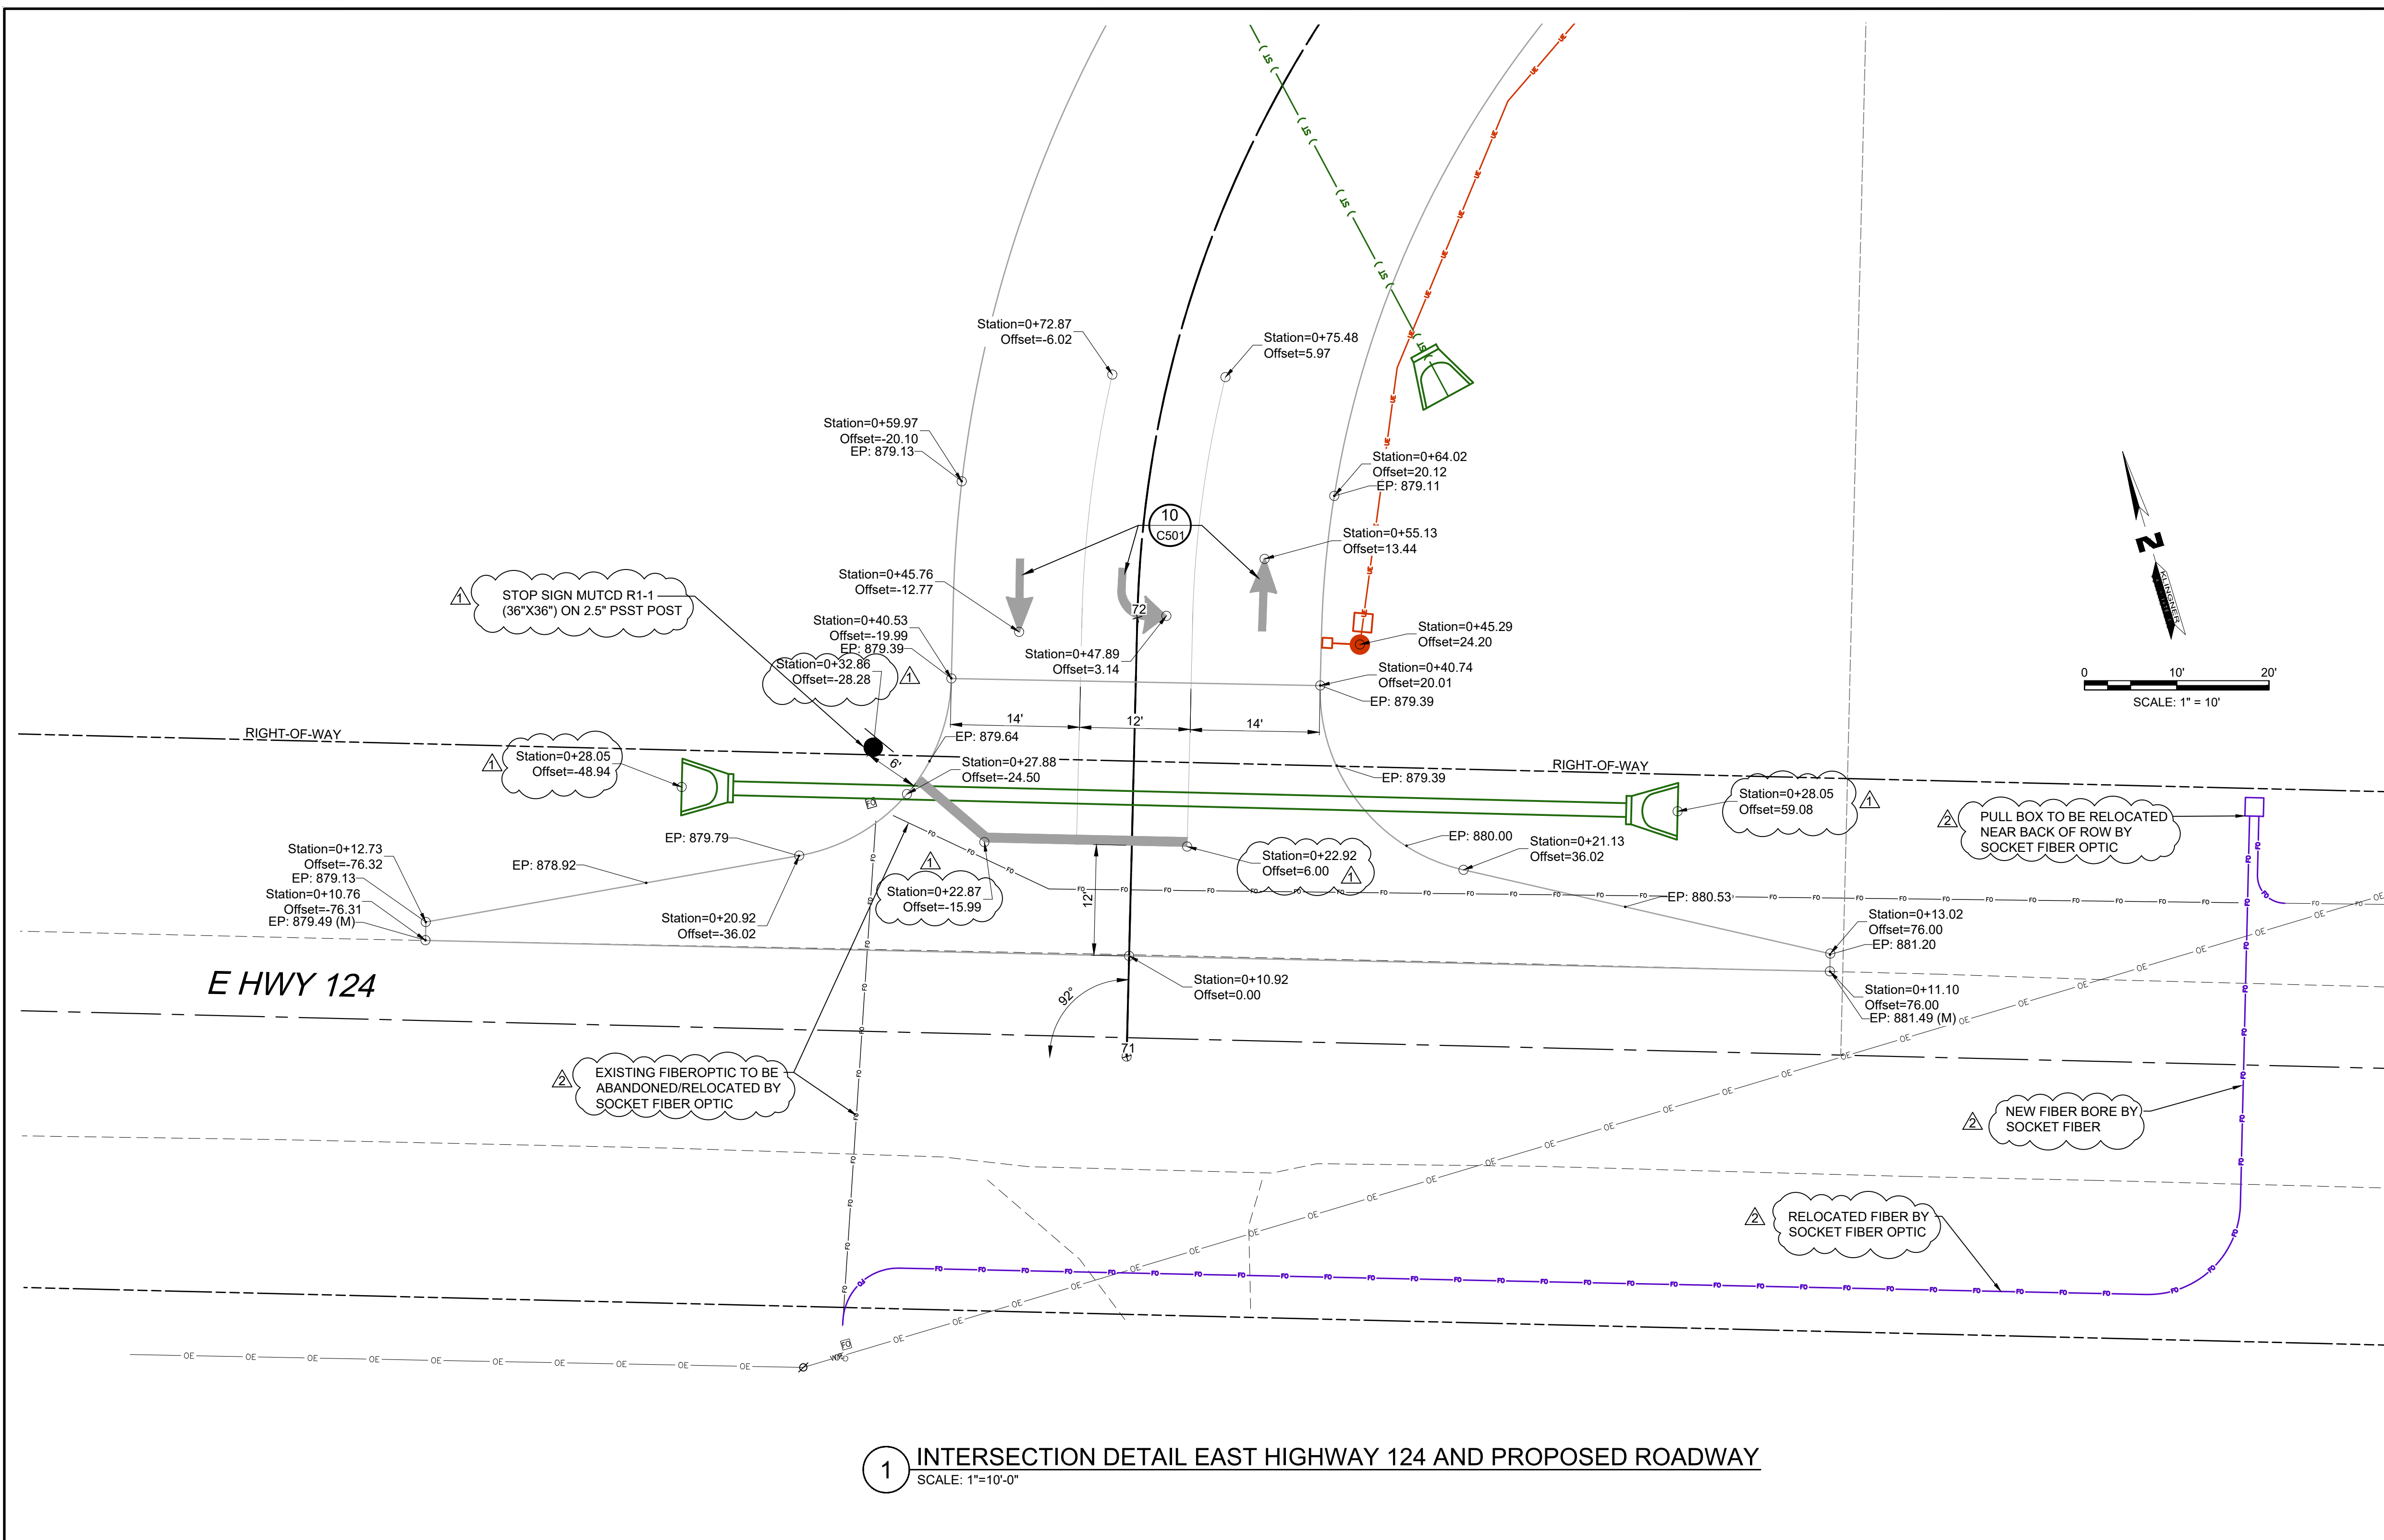 Station=0+72.87
Offset=-6.02
Station=0+75.48
Offset=5.97
Station=0+59.97
Offset=-20.10
EP: 879.13
Station=0+64.02
Offset=20.12
EP: 879.11
10
C501
Station=0+55.13
Offset=13.44
Station=0+45.76
Offset=-12.77
1
STOP SIGN MUTCD R1-1
(36"X36") ON 2.5" PSST POST
72
Station=0+40.53
Offset=-19.99
EP: 879.39
Station=0+47.89
Offset=3.14
Station=0+45.29
Offset=24.20
Station=0+32.86
Offset=-28.28
1
Station=0+40.74
Offset=20.01
EP: 879.39
N
KLINGNER
0 10' 20'
SCALE: 1" = 10'
14' 12' 14'
RIGHT-OF-WAY
EP: 879.64
6'
Station=0+27.88
Offset=-24.50
EP: 879.39
RIGHT-OF-WAY
1
Station=0+28.05
Offset=-48.94
Station=0+28.05
Offset=59.08
1
2
PULL BOX TO BE RELOCATED
NEAR BACK OF ROW BY
SOCKET FIBER OPTIC
EP: 879.79
EP: 880.00
Station=0+21.13
Offset=36.02
Station=0+12.73
Offset=-76.32
EP: 879.13
EP: 878.92
Station=0+10.76
Offset=-76.31
EP: 879.49 (M)
1
Station=0+22.87
Offset=-15.99
Station=0+22.92
Offset=6.00
1
12'
EP: 880.53
Station=0+20.92
Offset=-36.02
Station=0+13.02
Offset=76.00
EP: 881.20
E HWY 124
Station=0+10.92
Offset=0.00
92°
Station=0+11.10
Offset=76.00
EP: 881.49 (M)
71
2
EXISTING FIBEROPTIC TO BE
ABANDONED/RELOCATED BY
SOCKET FIBER OPTIC
2
NEW FIBER BORE BY
SOCKET FIBER
2
RELOCATED FIBER BY
SOCKET FIBER OPTIC
1
INTERSECTION DETAIL EAST HIGHWAY 124 AND PROPOSED ROADWAY
SCALE: 1"=10'-0"